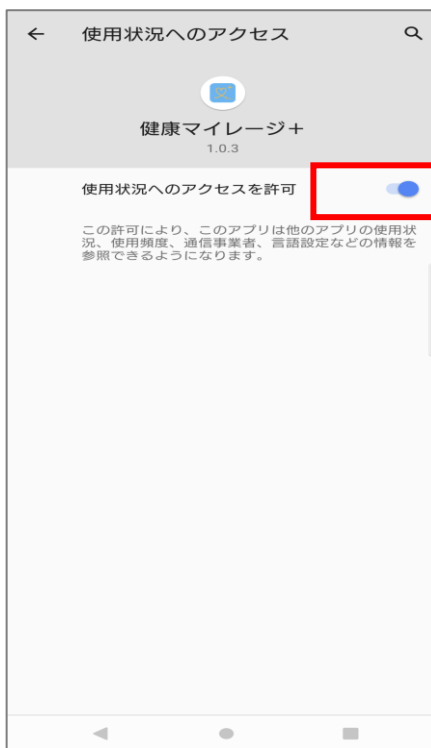 使用状況へのアクセス
健康マイレージ+
1.0.3
使用状況へのアクセスを許可
この許可により、このアプリは他のアプリの使用状
況、使用頻度、通信事業者、言語設定などの情報を
参照できるようになります。